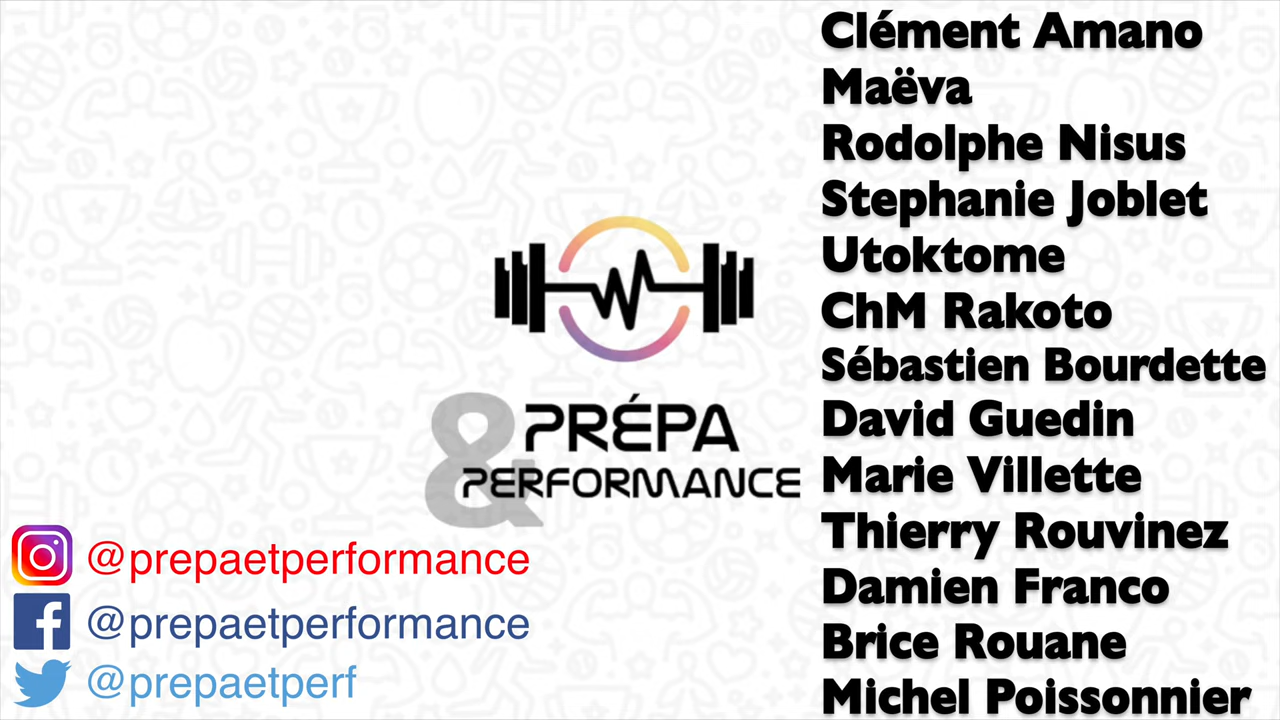 Clément Amano
Maëva
Rodolphe Nisus
Stephanie Joblet
Utoktome
ChM Rakoto
Sébastien Bourdette
David Guedin
Marie Villette
Thierry Rouvinez
Damien Franco
Brice Rouane
Michel Poissonnier
PRÉPA
& PERFORMANCE
@prepaetperformance
@prepaetperformance
@prepaetperf